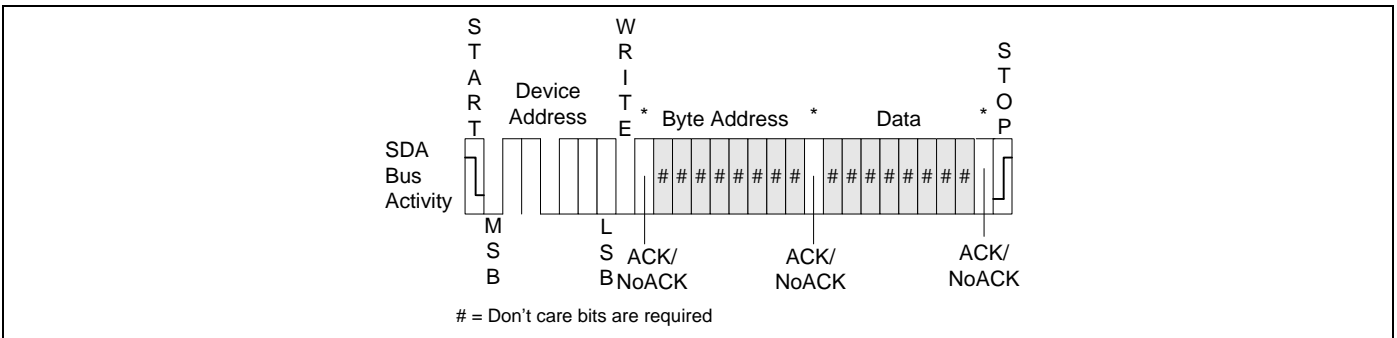 START
WRITE
STOP
Device
Address
* Byte Address * Data *
SDA
Bus
Activity
# # # # # # # # # # # # # # # #
MSB
LSB
ACK/
NoACK
ACK/
NoACK
ACK/
NoACK
# = Don't care bits are required